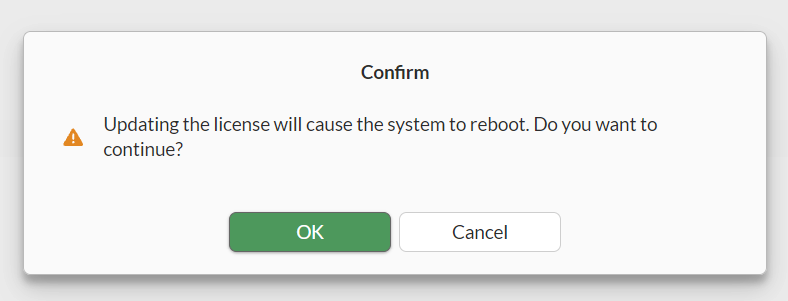 Confirm
Updating the license will cause the system to reboot. Do you want to
continue?
OK
Cancel